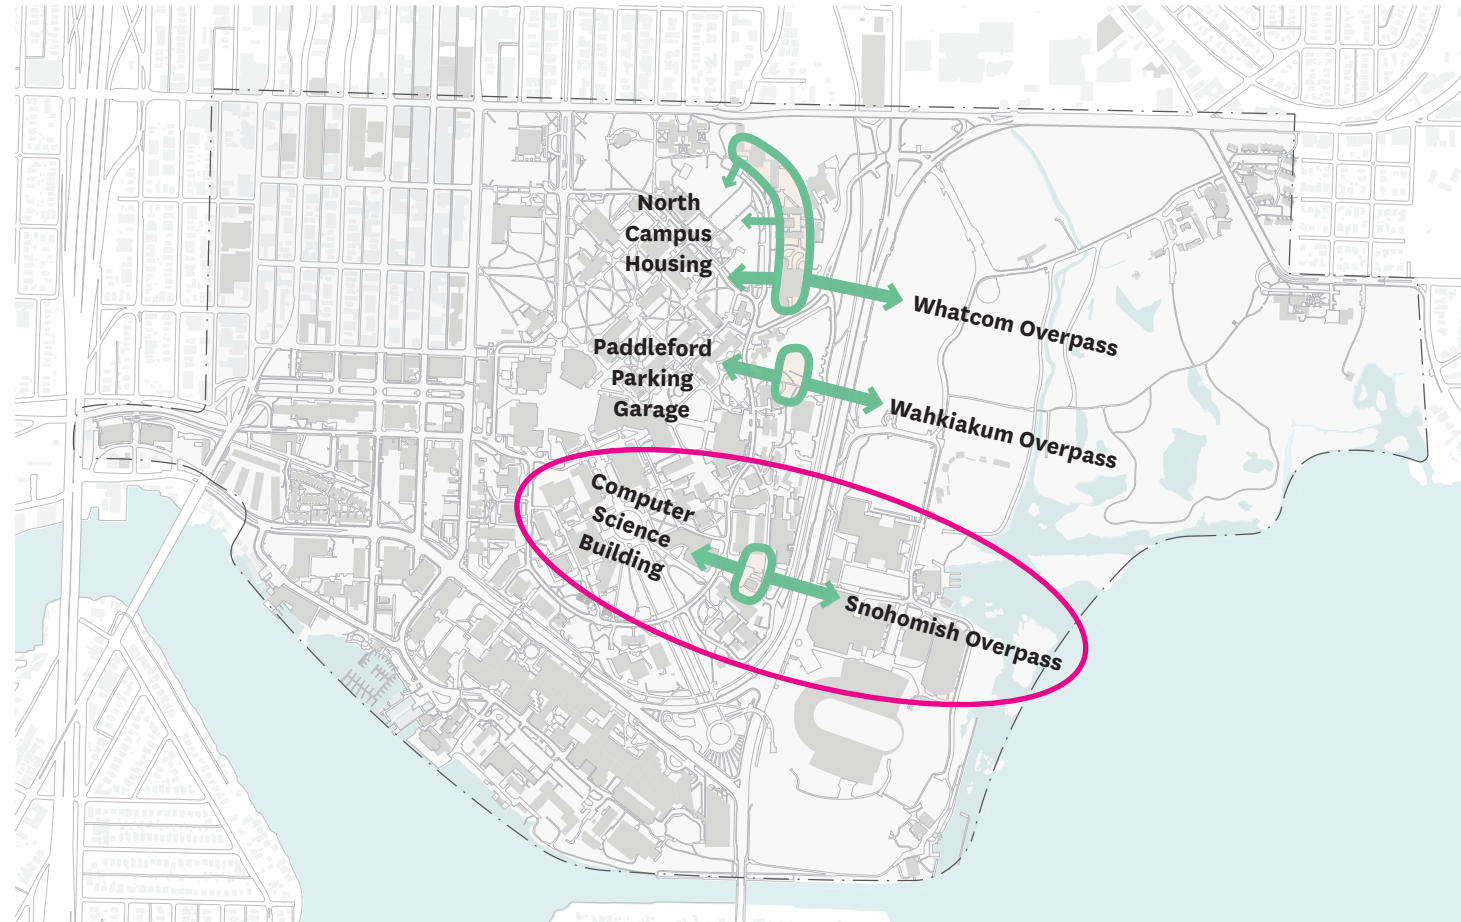 North
Campus
Housing
Whatcom Overpass
Paddleford
Parking
Garage
Wahkiakum Overpass
Computer
Science
Building
Snohomish Overpass